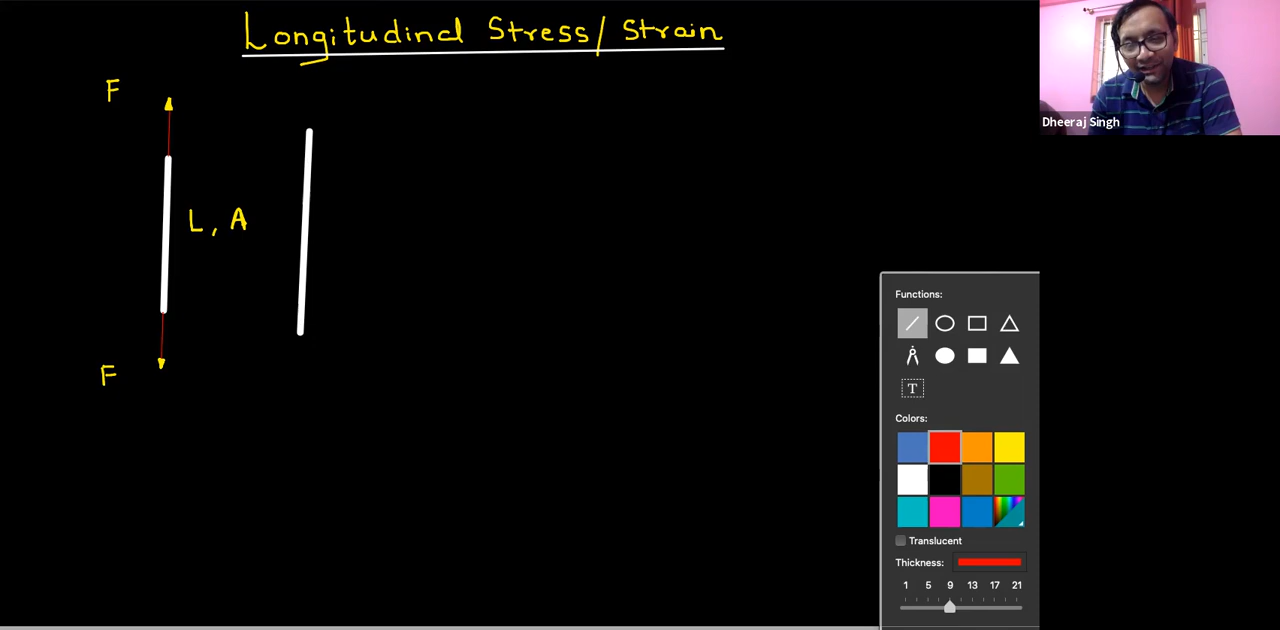 Longitudinal Stress/Strain
F
L, A
F
Dheeraj Singh
Functions:
T
Colors:
Translucent
Thickness:
1 5 9 13 17 21